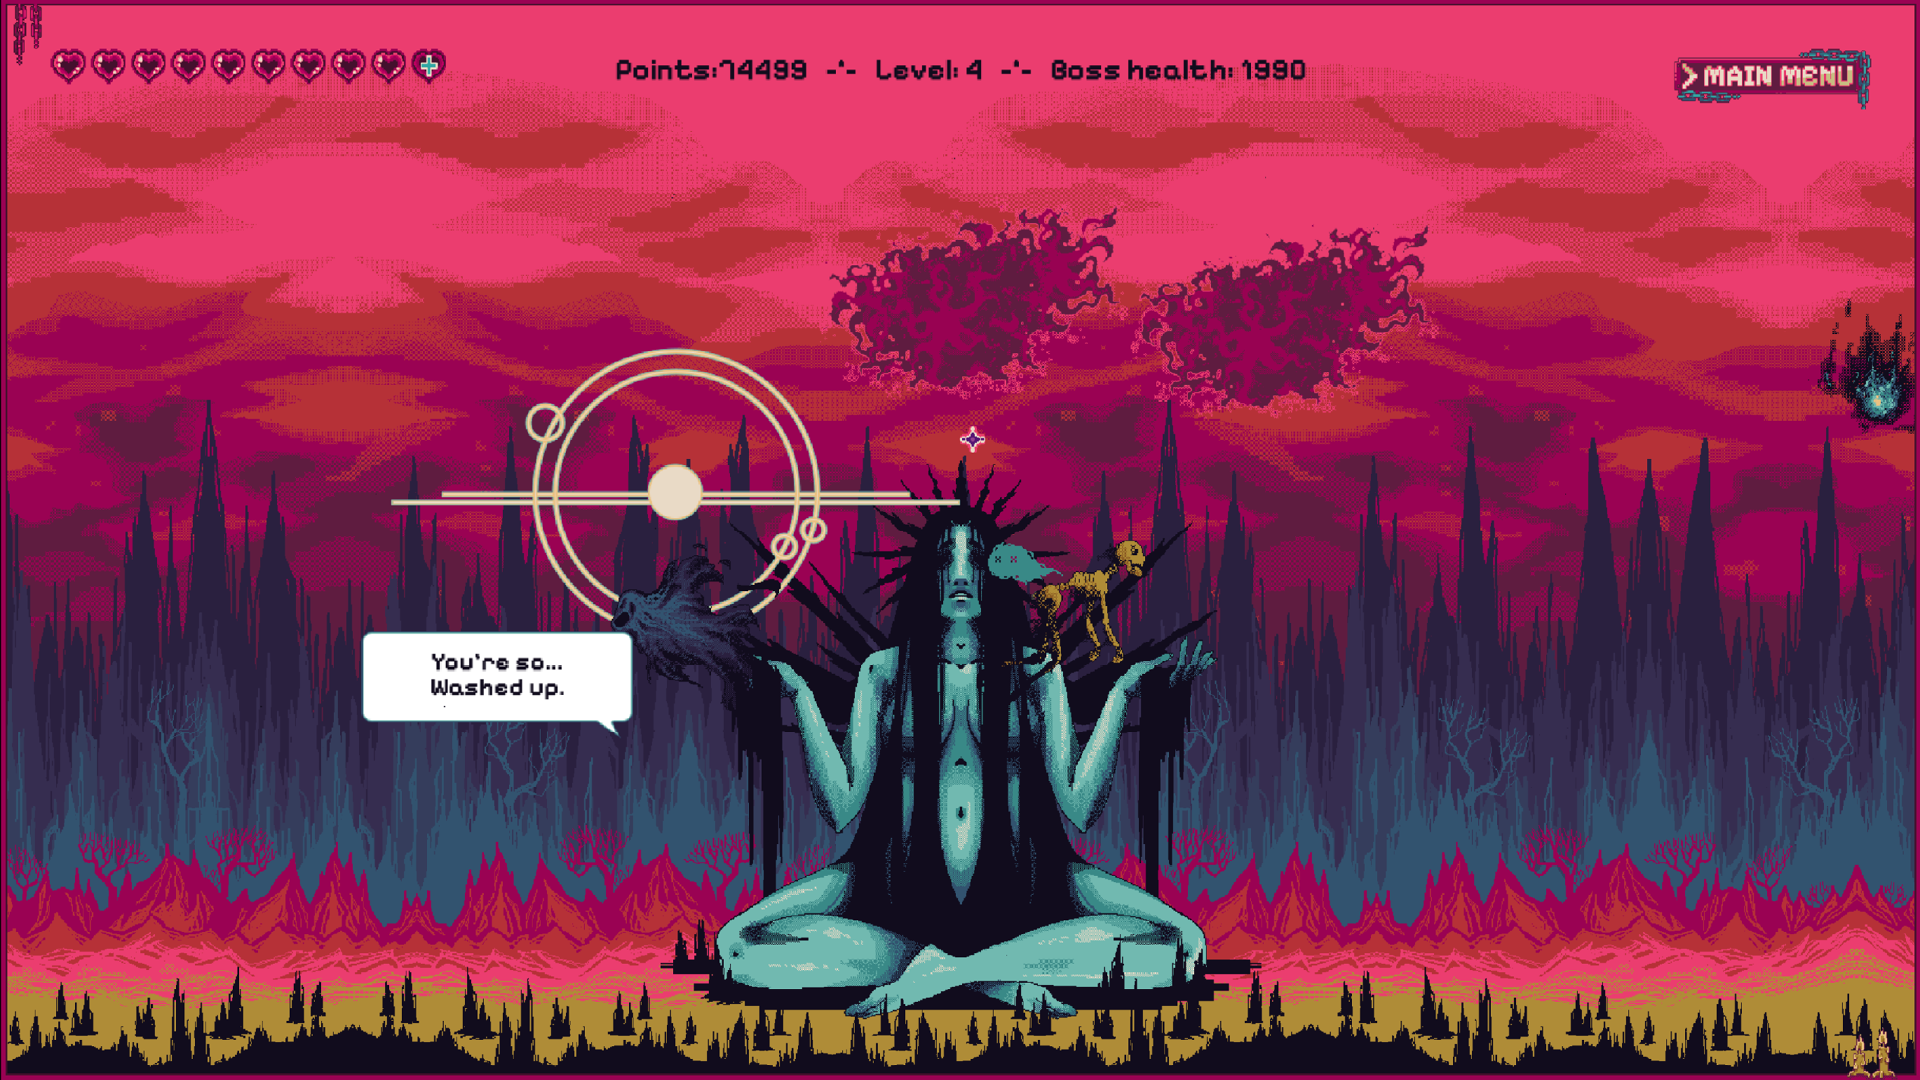 Points:74499 -'- Level: 4 -'- Boss health: 1990
> MAIN MENU
You're so...
Washed up.